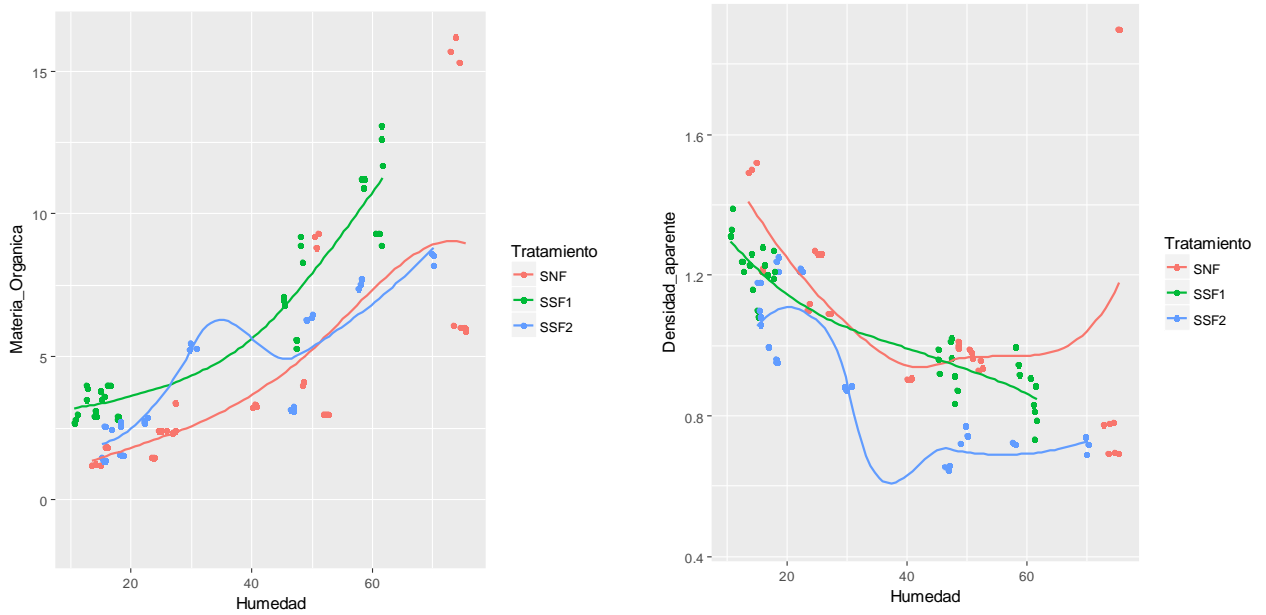 Materia_Organica
15
10
5
0
20
40
60
Humedad
Tratamiento
SNF
SSF1
SSF2
Densidad_aparente
1.6
1.2
0.8
0.4
20
40
60
Humedad
Tratamiento
SNF
SSF1
SSF2